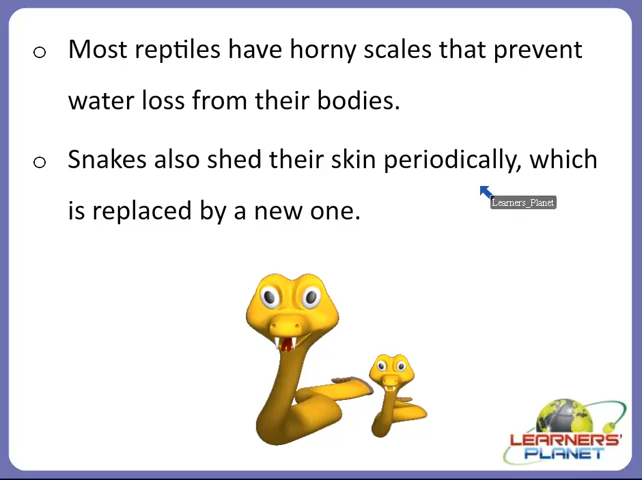 o Most reptiles have horny scales that prevent
water loss from their bodies.
o Snakes also shed their skin periodically, which
is replaced by a new one.
Learners_Planet
LEARNERS'
PLANET